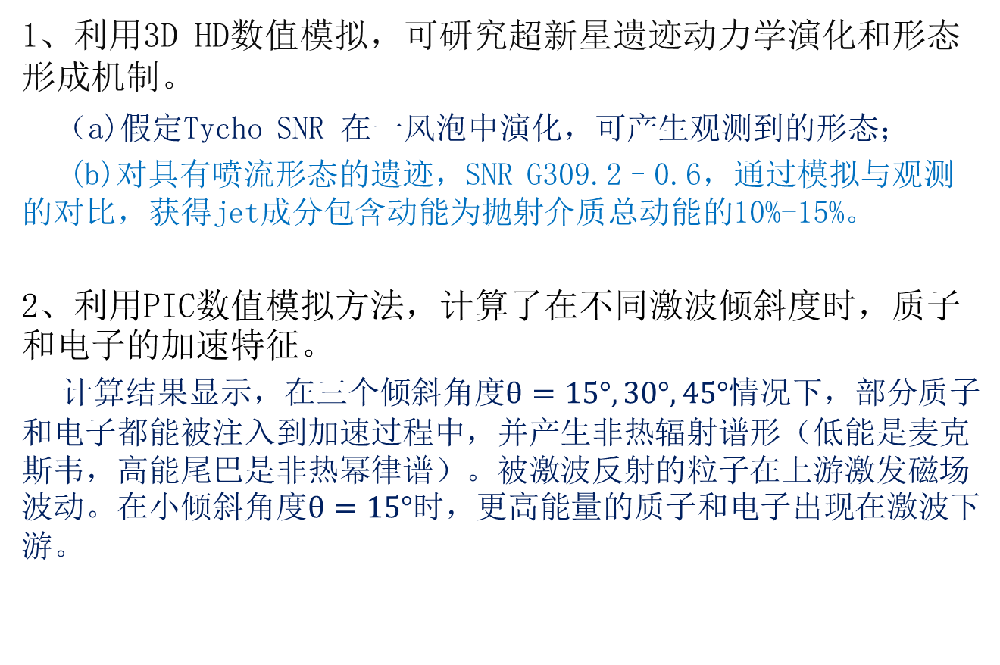 1、利用3D HD数值模拟，可研究超新星遗迹动力学演化和形态
形成机制。
（a)假定Tycho SNR 在一风泡中演化，可产生观测到的形态；
(b)对具有喷流形态的遗迹，SNR G309.2–0.6，通过模拟与观测
的对比，获得jet成分包含动能为抛射介质总动能的10%-15%。
2、利用PIC数值模拟方法，计算了在不同激波倾斜度时，质子
和电子的加速特征。
计算结果显示，在三个倾斜角度θ = 15°,30°,45°情况下，部分质子
和电子都能被注入到加速过程中，并产生非热辐射谱形（低能是麦克
斯韦，高能尾巴是非热幂律谱）。被激波反射的粒子在上游激发磁场
波动。在小倾斜角度θ = 15°时，更高能量的质子和电子出现在激波下
游。